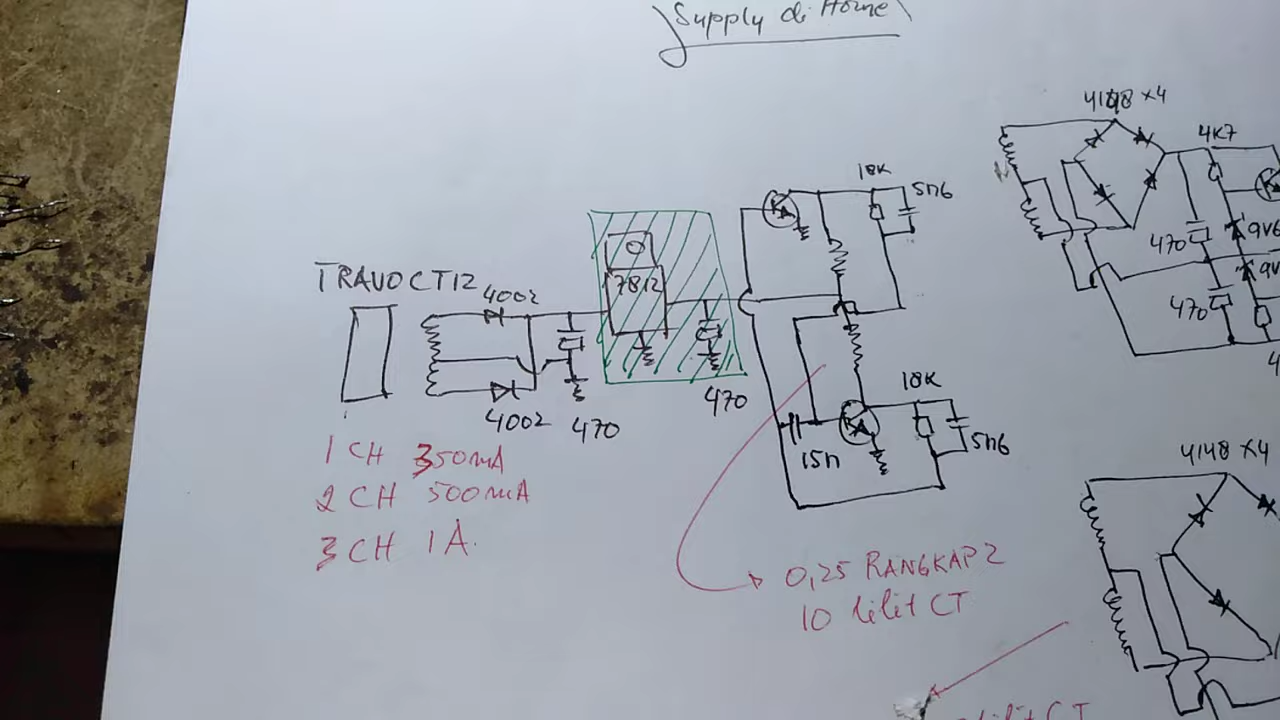 Supply di Home
4148 X4
4K7
18K
5n6
470
9V
470
TRAVO CT12
4002
7812
4002
470
470
18K
5n6
15n
4148 X4
1 CH 350mA
2 CH 500mA
3 CH 1A.
0,25 RANGKAP 2
10 lilit CT
lilit CT